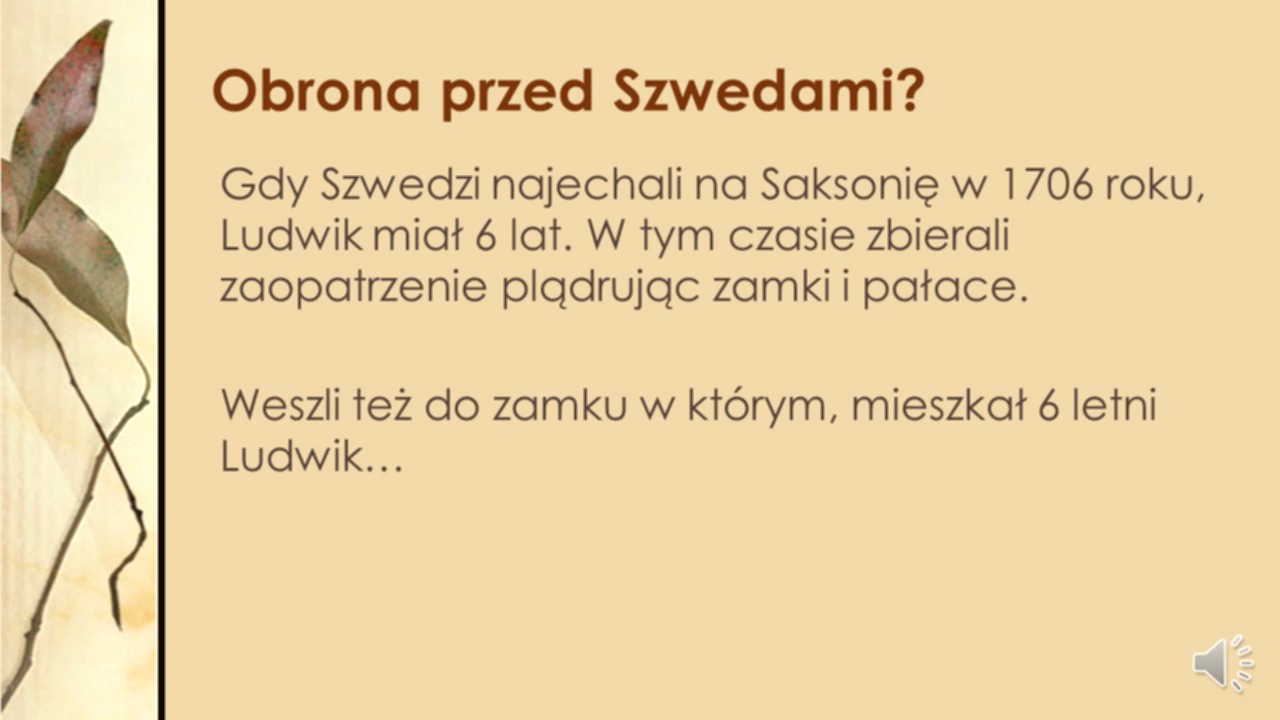 Obrona przed Szwedami?
Gdy Szwedzi najechali na Saksonię w 1706 roku,
Ludwik miał 6 lat. W tym czasie zbierali
zaopatrzenie plądrując zamki i pałace.
Weszli też do zamku w którym, mieszkał 6 letni
Ludwik…